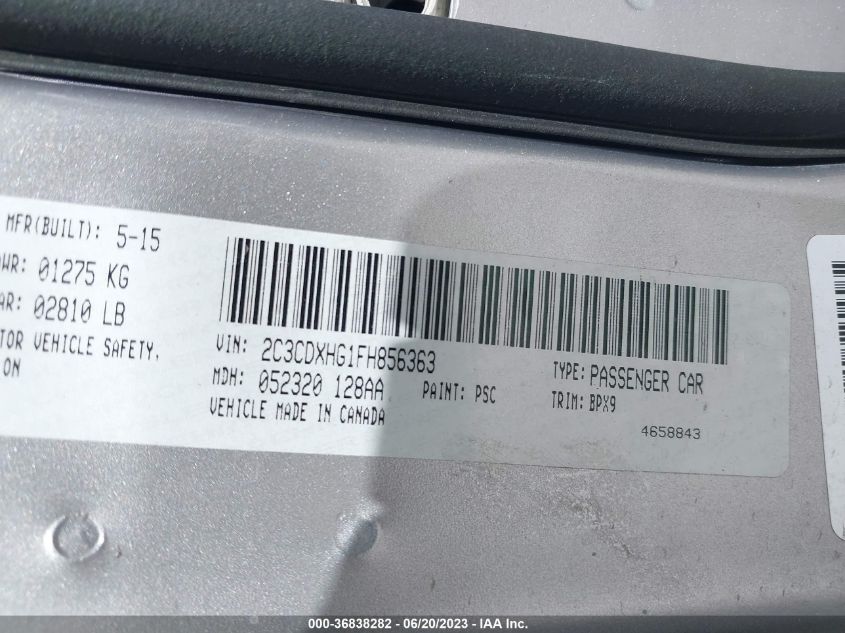 MFR(BUILT): 5-15
WR: 01275 KG
AR: 02810 LB
TOR VEHICLE SAFETY,
ON
VIN: 2C3CDXHG1FH856363
MDH: 052320 128AA
PAINT: PSC
VEHICLE MADE IN CANADA
TYPE: PASSENGER CAR
TRIM: BPX9
4658843
000-36838282 - 06/20/2023 - IAA Inc.